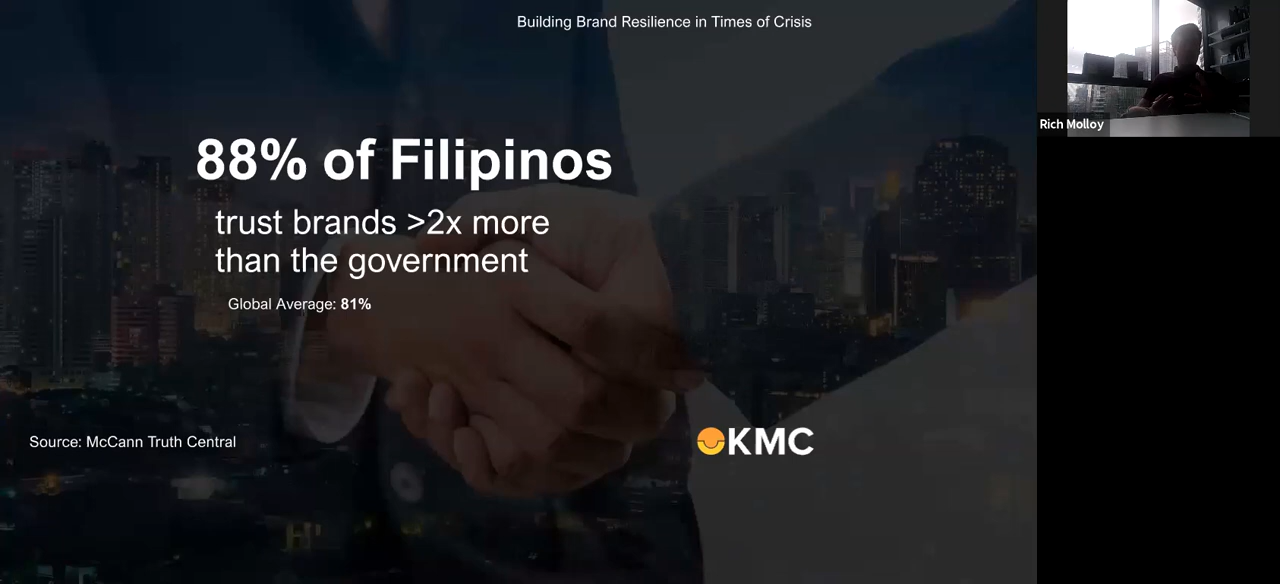 Building Brand Resilience in Times of Crisis
Rich Molloy
88% of Filipinos
trust brands >2x more
than the government
Global Average: 81%
Source: McCann Truth Central
KMC